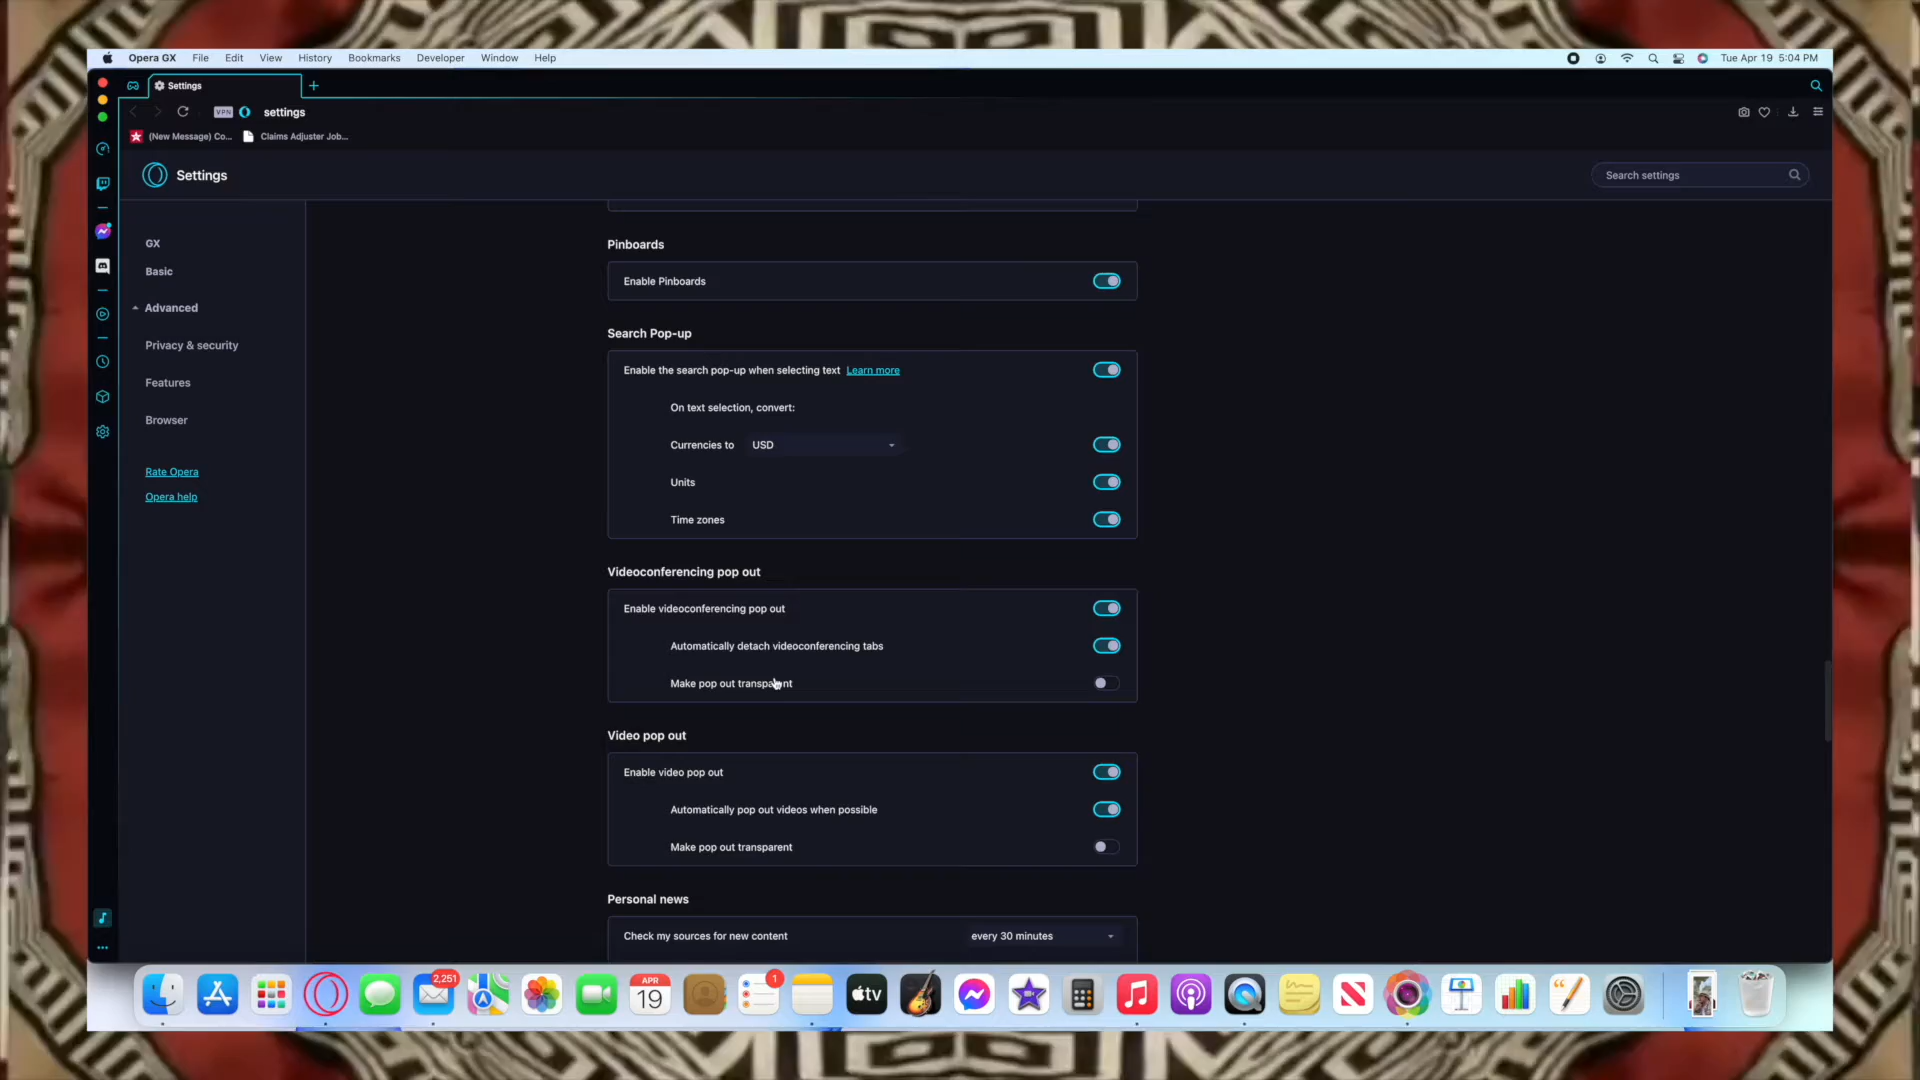 Opera GX File Edit View History Bookmarks Developer Window Help
Tue Apr 19 5:04 PM
Settings
VPN settings
(New Message) Co... Claims Adjuster Job...
Settings
Search settings
GX
Basic
Advanced
Privacy & security
Features
Browser
Rate Opera
Opera help
Pinboards
Enable Pinboards
Search Pop-up
Enable the search pop-up when selecting text Learn more
On text selection, convert:
Currencies to USD
Units
Time zones
Videoconferencing pop out
Enable videoconferencing pop out
Automatically detach videoconferencing tabs
Make pop out transparent
Video pop out
Enable video pop out
Automatically pop out videos when possible
Make pop out transparent
Personal news
Check my sources for new content every 30 minutes
2,251
APR
19
1
tv